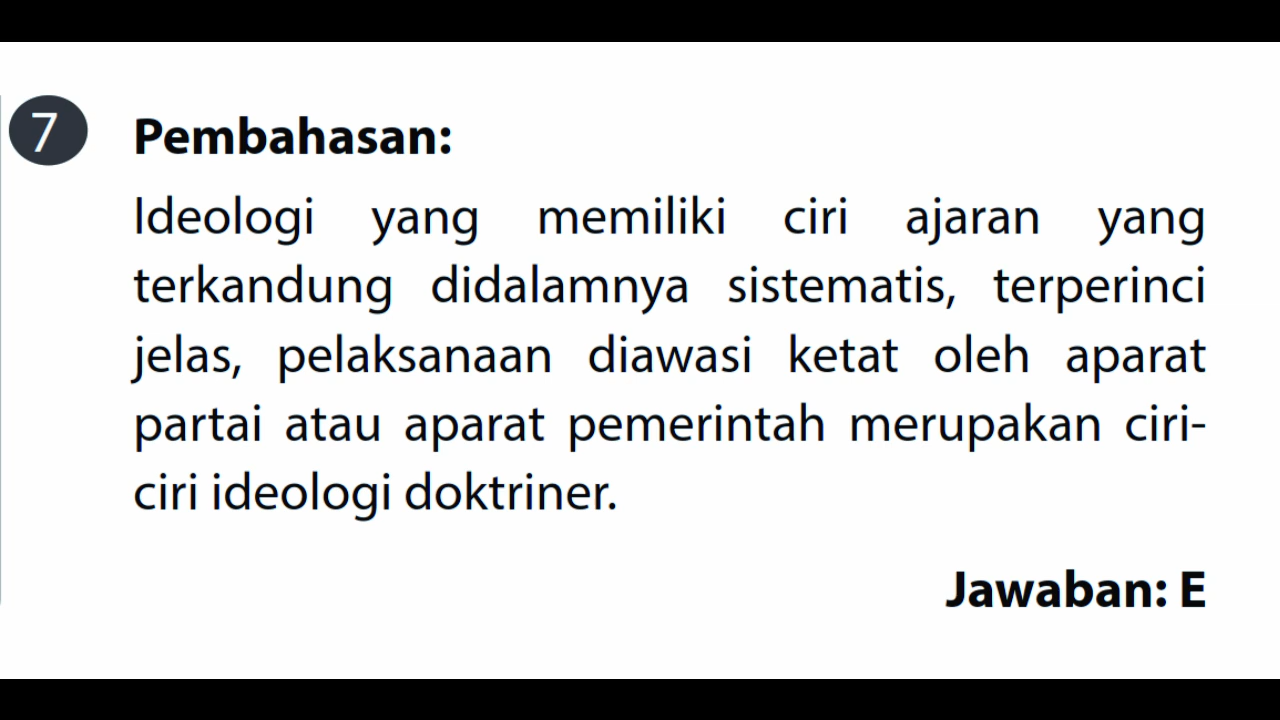 7 Pembahasan:
Ideologi yang memiliki ciri ajaran yang
terkandung didalamnya sistematis, terperinci
jelas, pelaksanaan diawasi ketat oleh aparat
partai atau aparat pemerintah merupakan ciri-
ciri ideologi doktriner.
Jawaban: E